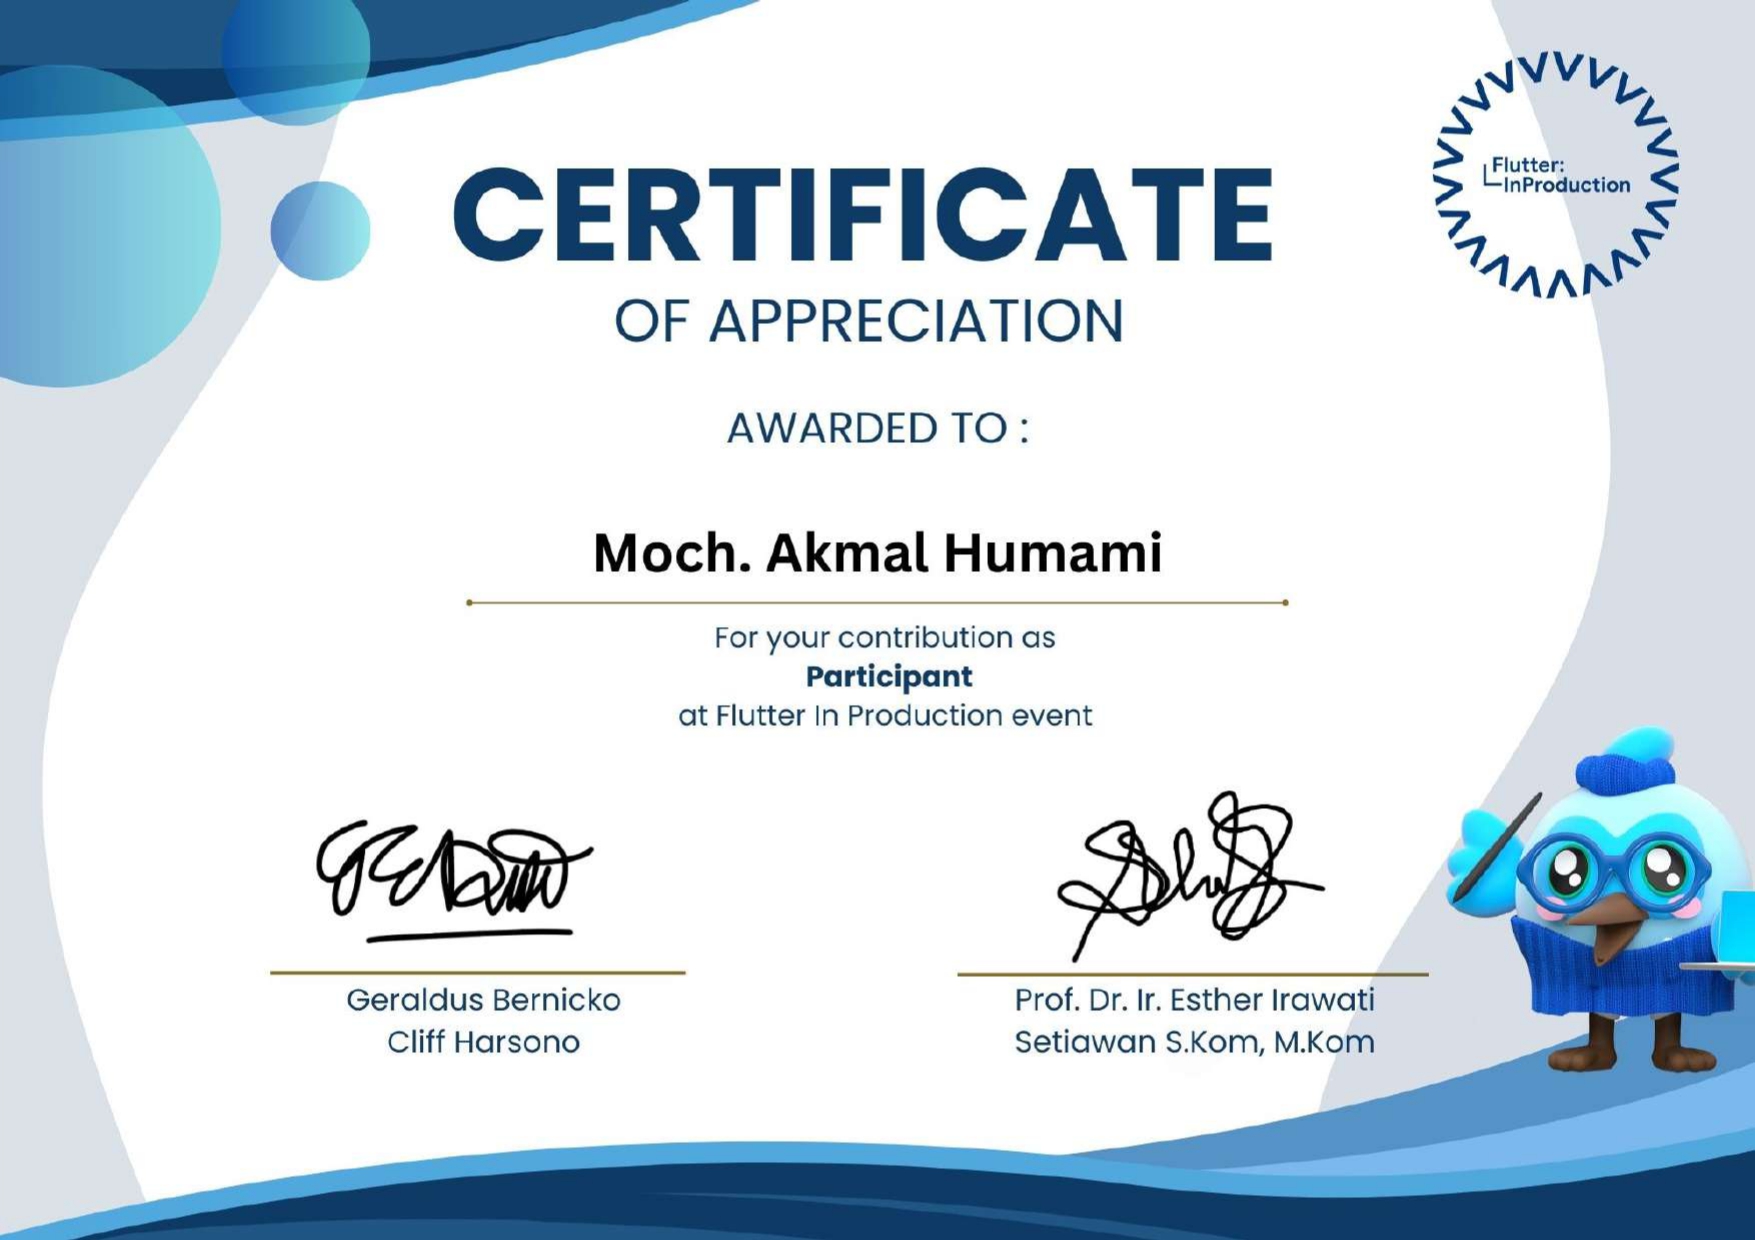 Flutter:
InProduction
CERTIFICATE
OF APPRECIATION
AWARDED TO :
Moch. Akmal Humami
For your contribution as
Participant
at Flutter In Production event
Geraldus Bernicko
Cliff Harsono
Prof. Dr. Ir. Esther Irawati
Setiawan S.Kom, M.Kom